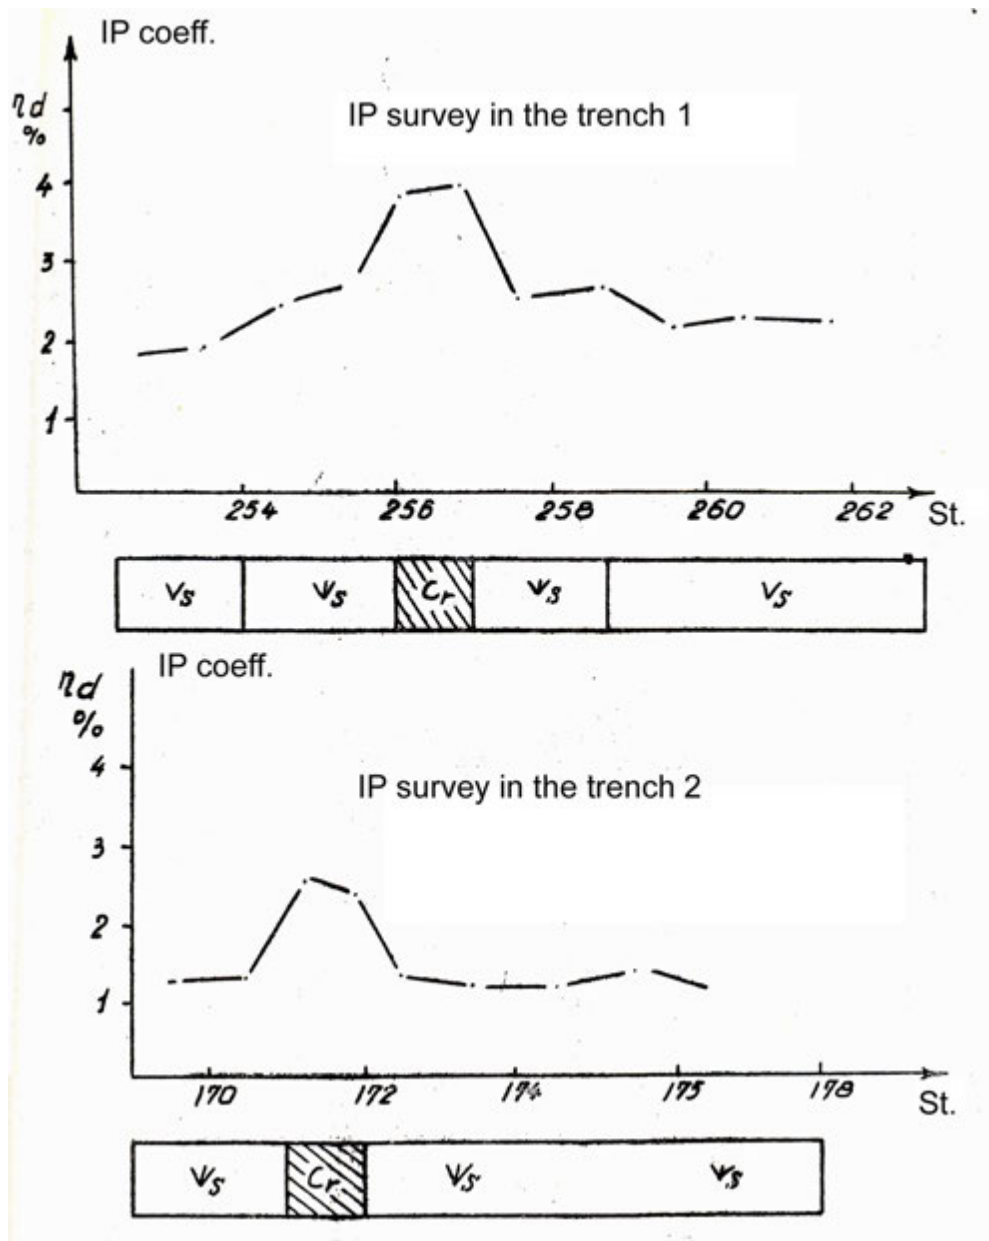 IP coeff.
ηd
%
IP survey in the trench 1
4
3
2
1
254 256 258 260 262 St.
Vs Ψs Cr Ψs Vs
IP coeff.
ηd
%
4
IP survey in the trench 2
3
2
1
170 172 174 175 178 St.
Ψs Cr Ψs Ψs